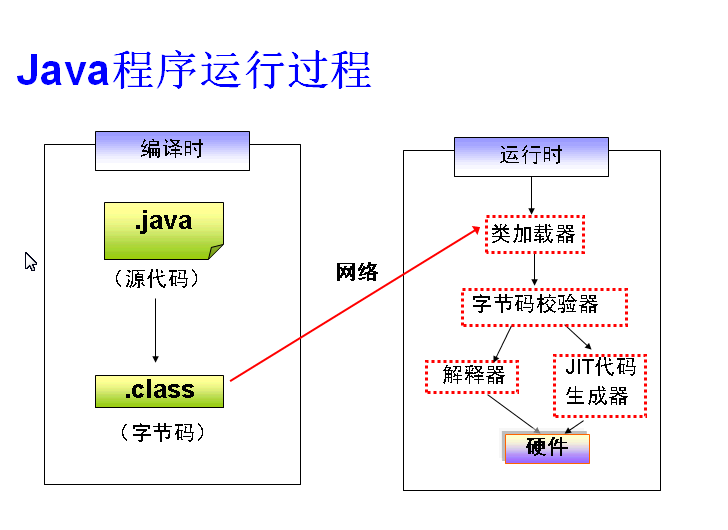 Java程序运行过程
编译时
.java
（源代码）
.class
（字节码）
网络
运行时
类加载器
字节码校验器
解释器
JIT代码
生成器
硬件